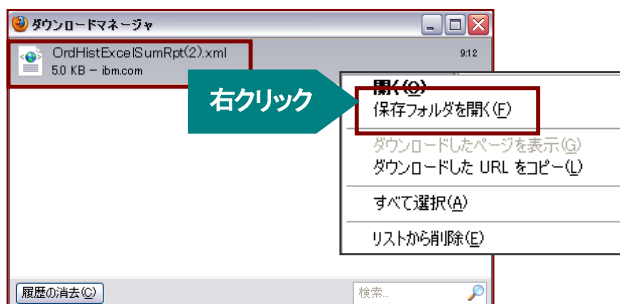 ダウンロードマネージャ
OrdHistExcelSumRpt(2).xml
9:12
5.0 KB — ibm.com
右クリック
開く(O)
保存フォルダを開く(F)
ダウンロードしたページを表示(G)
ダウンロードした URL をコピー(L)
すべて選択(A)
リストから削除(E)
履歴の消去(C)
検索...